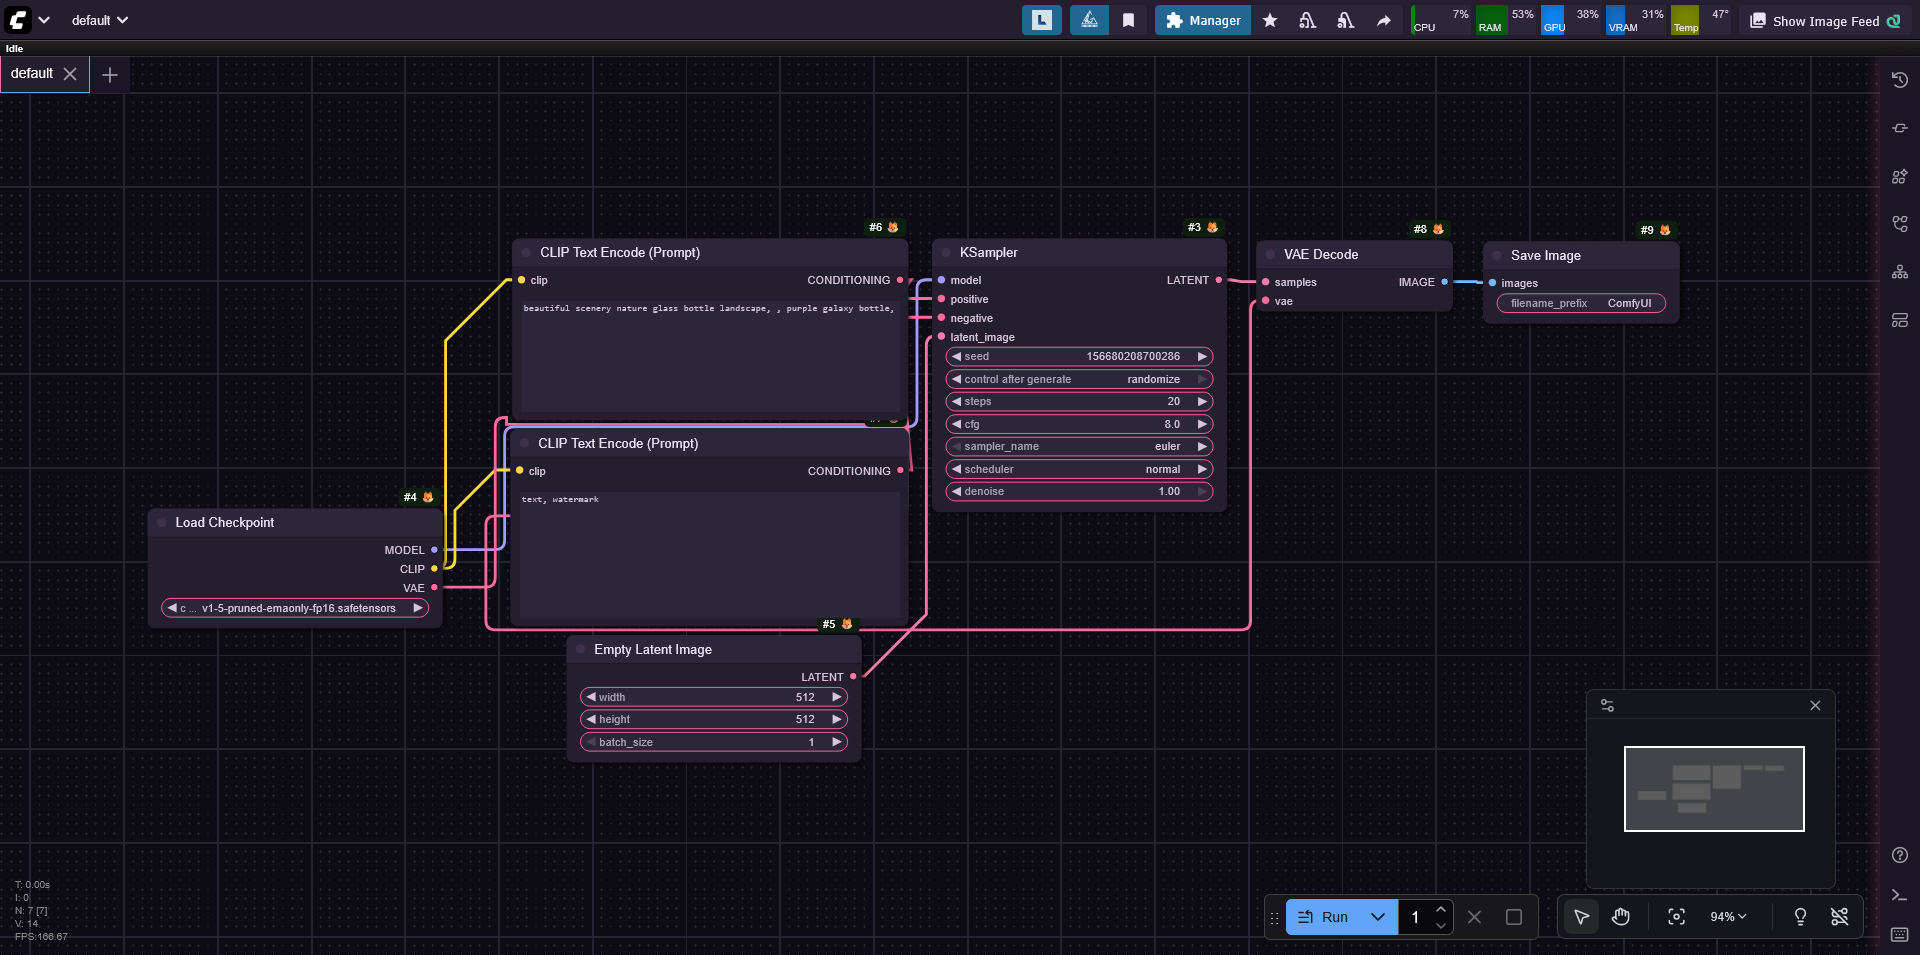 default
Manager
CPU 7%
RAM 53%
GPU 38%
VRAM 31%
Temp 47°
Show Image Feed
Idle
default
#6
CLIP Text Encode (Prompt)
clip
CONDITIONING
beautiful scenery nature glass bottle landscape, , purple galaxy bottle,
CLIP Text Encode (Prompt)
clip
CONDITIONING
text, watermark
#4
Load Checkpoint
MODEL
CLIP
VAE
c ... v1-5-pruned-emaonly-fp16.safetensors
#5
Empty Latent Image
LATENT
width 512
height 512
batch_size 1
#3
KSampler
model
LATENT
positive
negative
latent_image
seed 156680208700286
control after generate randomize
steps 20
cfg 8.0
sampler_name euler
scheduler normal
denoise 1.00
#8
VAE Decode
samples
IMAGE
vae
#9
Save Image
images
filename_prefix ComfyUI
T: 0.00s
I: 0
N: 7 [7]
V: 14
FPS:166.67
Run
1
94%